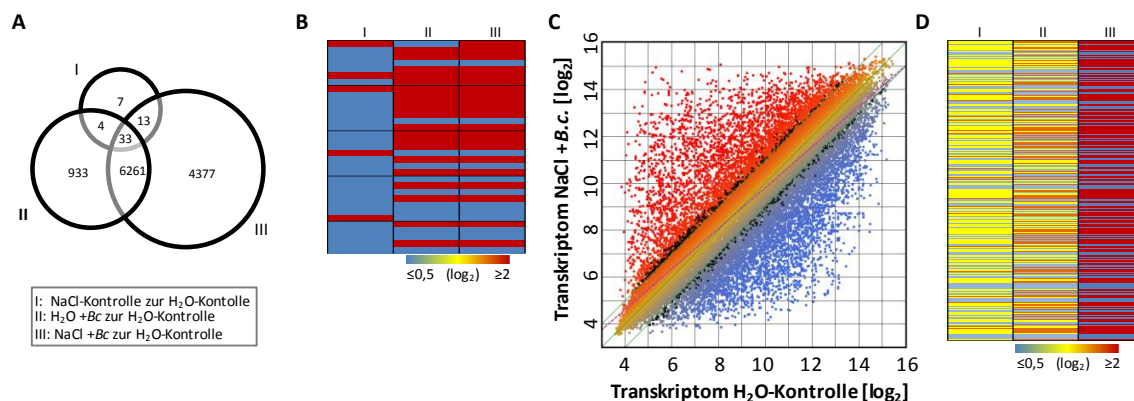 A
I
7
4
13
33
933
6261
4377
II
III
I: NaCl-Kontrolle zur H₂O-Kontolle
II: H₂O +Bc zur H₂O-Kontrolle
III: NaCl +Bc zur H₂O-Kontrolle
B
I II III
≤0,5 (log₂) ≥2
C
Transkriptom NaCl +B.c. [log₂]
16
14
12
10
8
6
4
4 6 8 10 11 13 14 16
Transkriptom H₂O-Kontrolle [log₂]
D
I II III
≤0,5 (log₂) ≥2